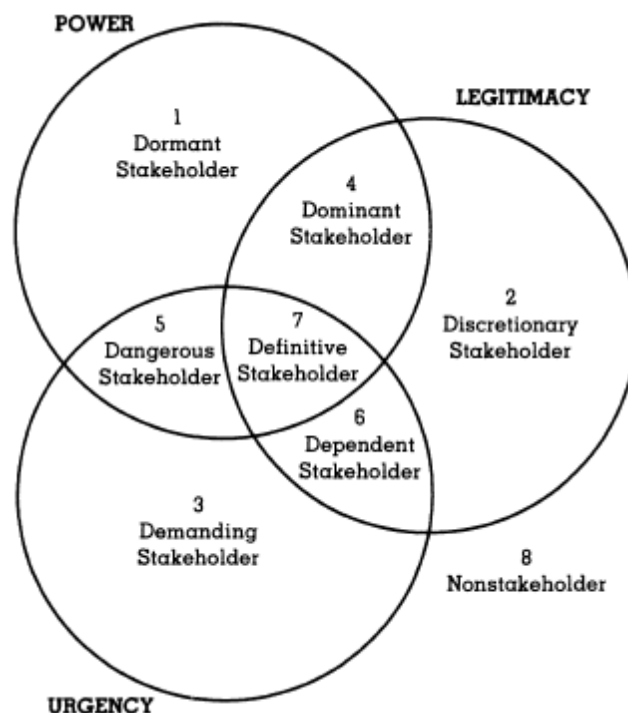 POWER
LEGITIMACY
1
Dormant
Stakeholder
4
Dominant
Stakeholder
2
Discretionary
Stakeholder
5
Dangerous
Stakeholder
7
Definitive
Stakeholder
6
Dependent
Stakeholder
3
Demanding
Stakeholder
8
Nonstakeholder
URGENCY